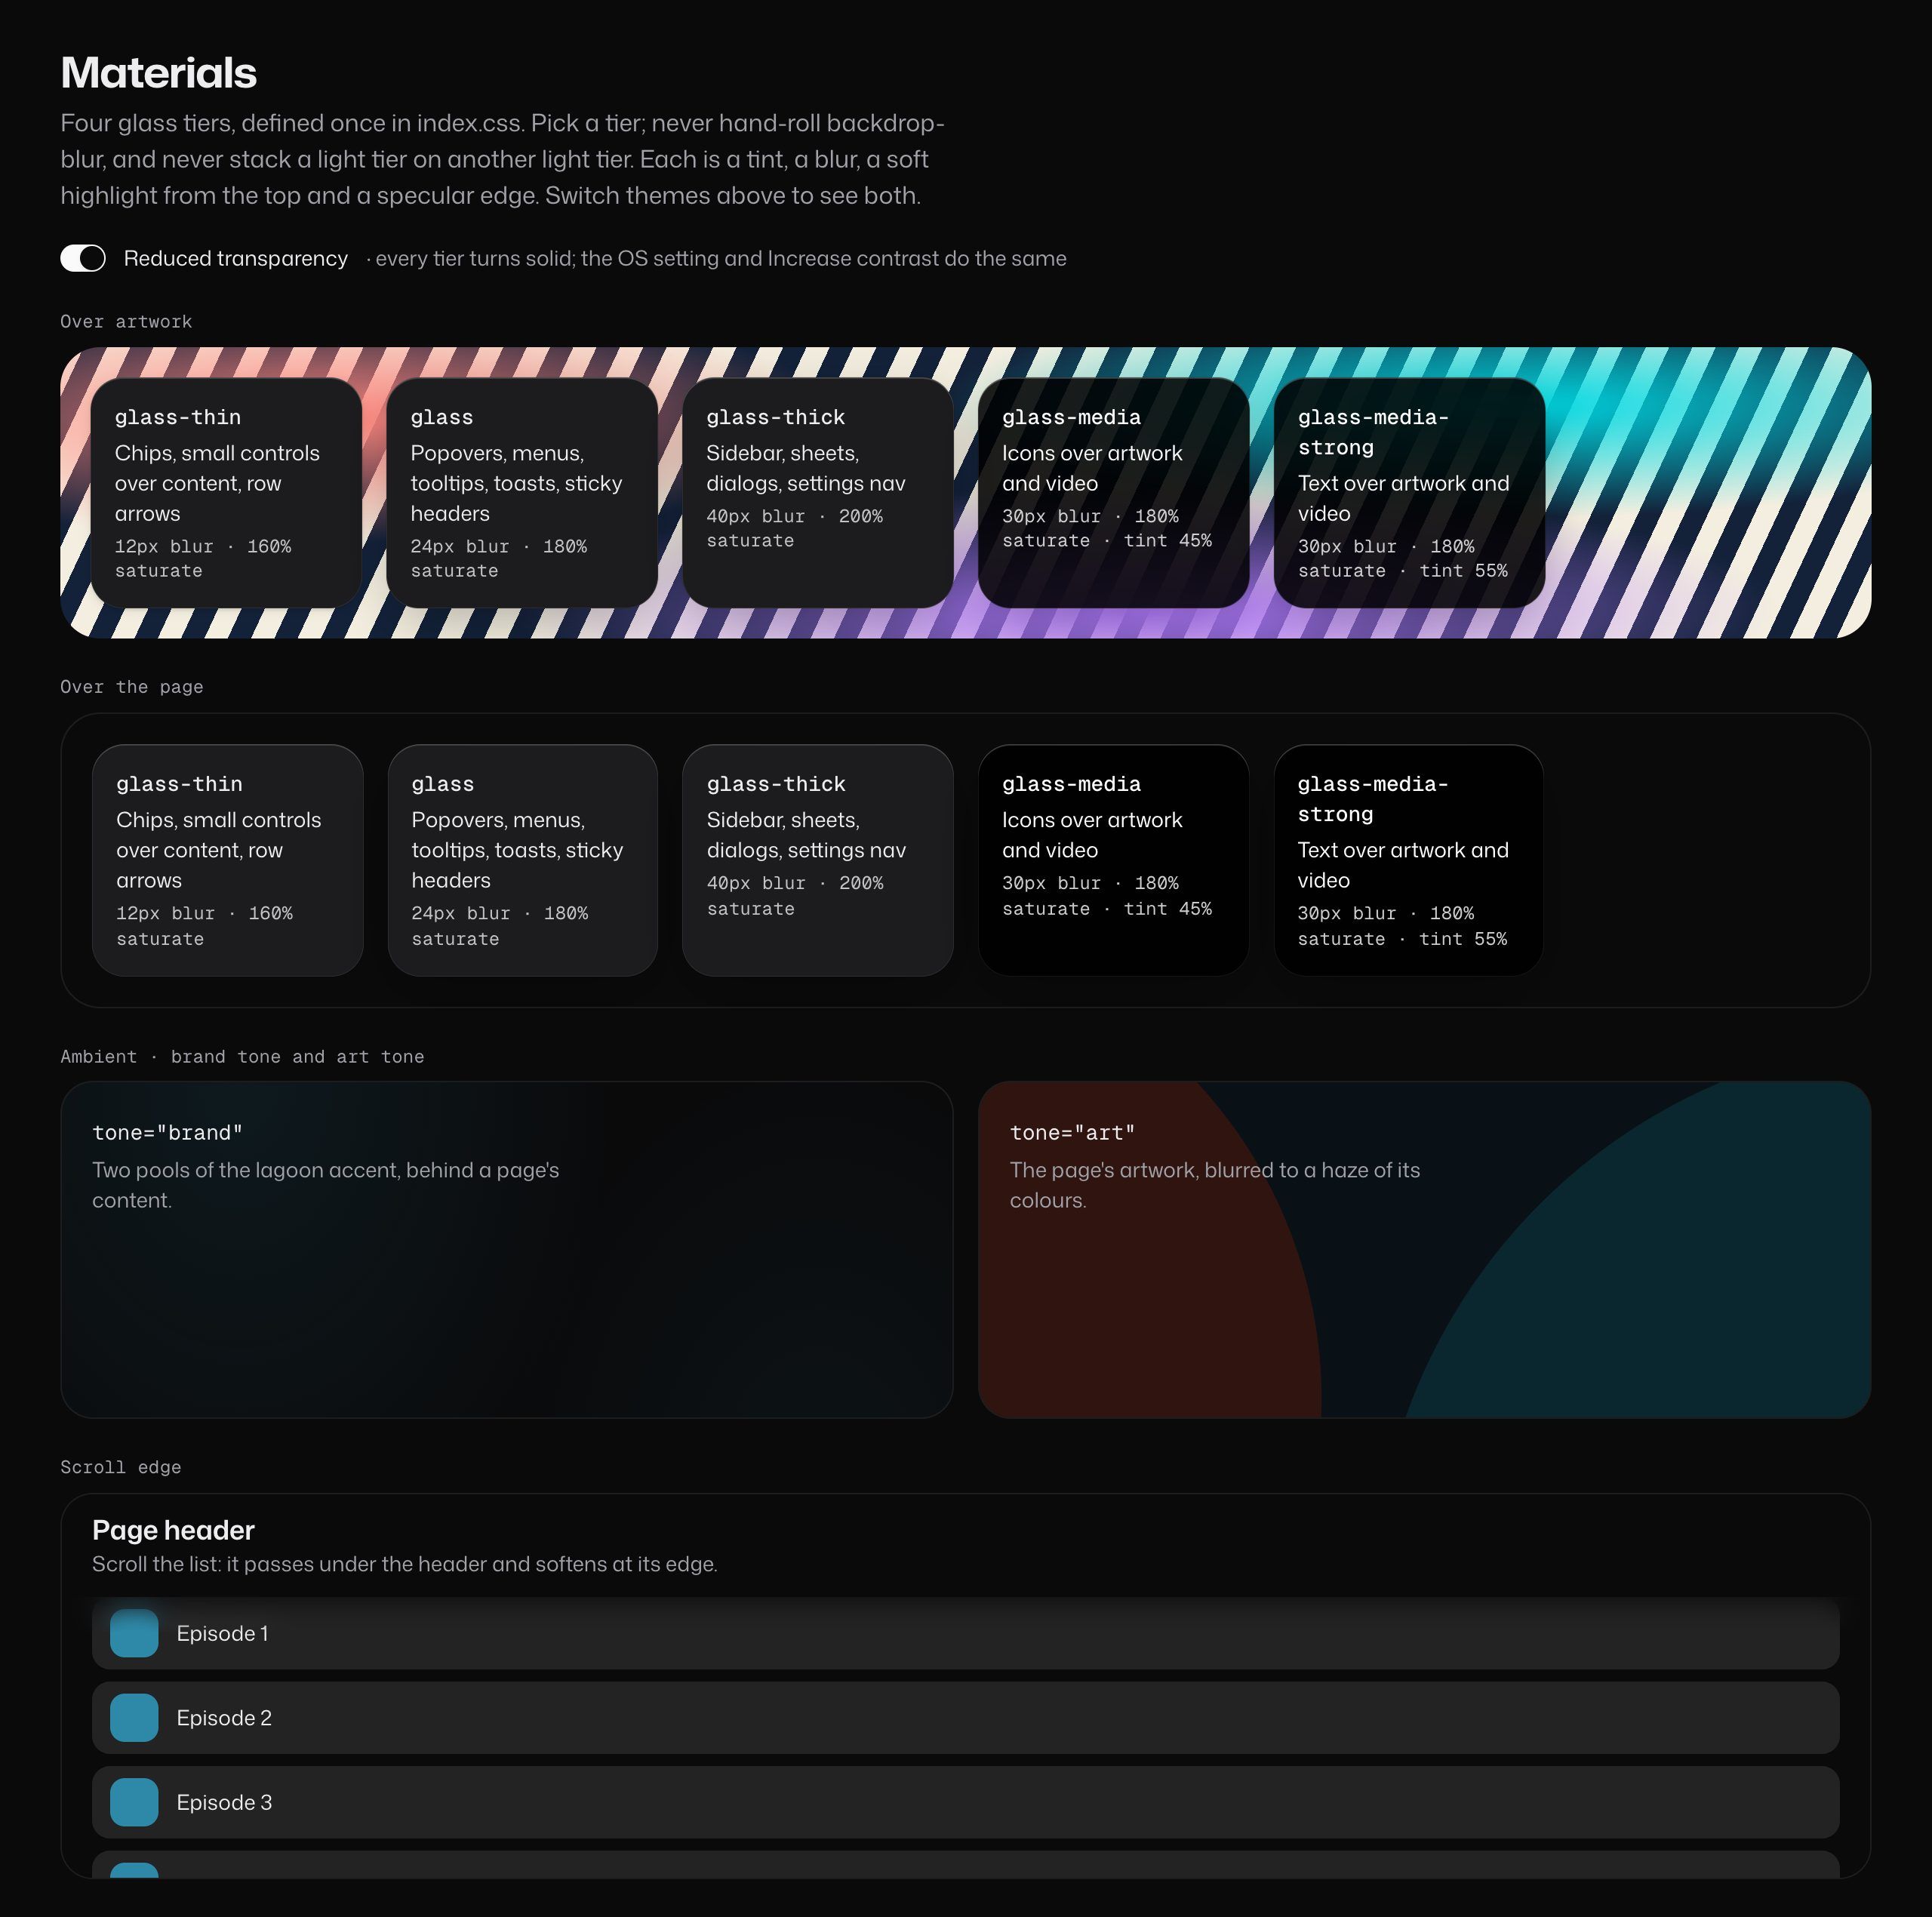 Materials
Four glass tiers, defined once in index.css. Pick a tier; never hand-roll backdrop-
blur, and never stack a light tier on another light tier. Each is a tint, a blur, a soft
highlight from the top and a specular edge. Switch themes above to see both.
Reduced transparency · every tier turns solid; the OS setting and Increase contrast do the same
Over artwork
glass-thin
Chips, small controls
over content, row
arrows
12px blur · 160%
saturate
glass
Popovers, menus,
tooltips, toasts, sticky
headers
24px blur · 180%
saturate
glass-thick
Sidebar, sheets,
dialogs, settings nav
40px blur · 200%
saturate
glass-media
Icons over artwork
and video
30px blur · 180%
saturate · tint 45%
glass-media-
strong
Text over artwork and
video
30px blur · 180%
saturate · tint 55%
Over the page
glass-thin
Chips, small controls
over content, row
arrows
12px blur · 160%
saturate
glass
Popovers, menus,
tooltips, toasts, sticky
headers
24px blur · 180%
saturate
glass-thick
Sidebar, sheets,
dialogs, settings nav
40px blur · 200%
saturate
glass-media
Icons over artwork
and video
30px blur · 180%
saturate · tint 45%
glass-media-
strong
Text over artwork and
video
30px blur · 180%
saturate · tint 55%
Ambient · brand tone and art tone
tone="brand"
Two pools of the lagoon accent, behind a page's
content.
tone="art"
The page's artwork, blurred to a haze of its
colours.
Scroll edge
Page header
Scroll the list: it passes under the header and softens at its edge.
Episode 1
Episode 2
Episode 3